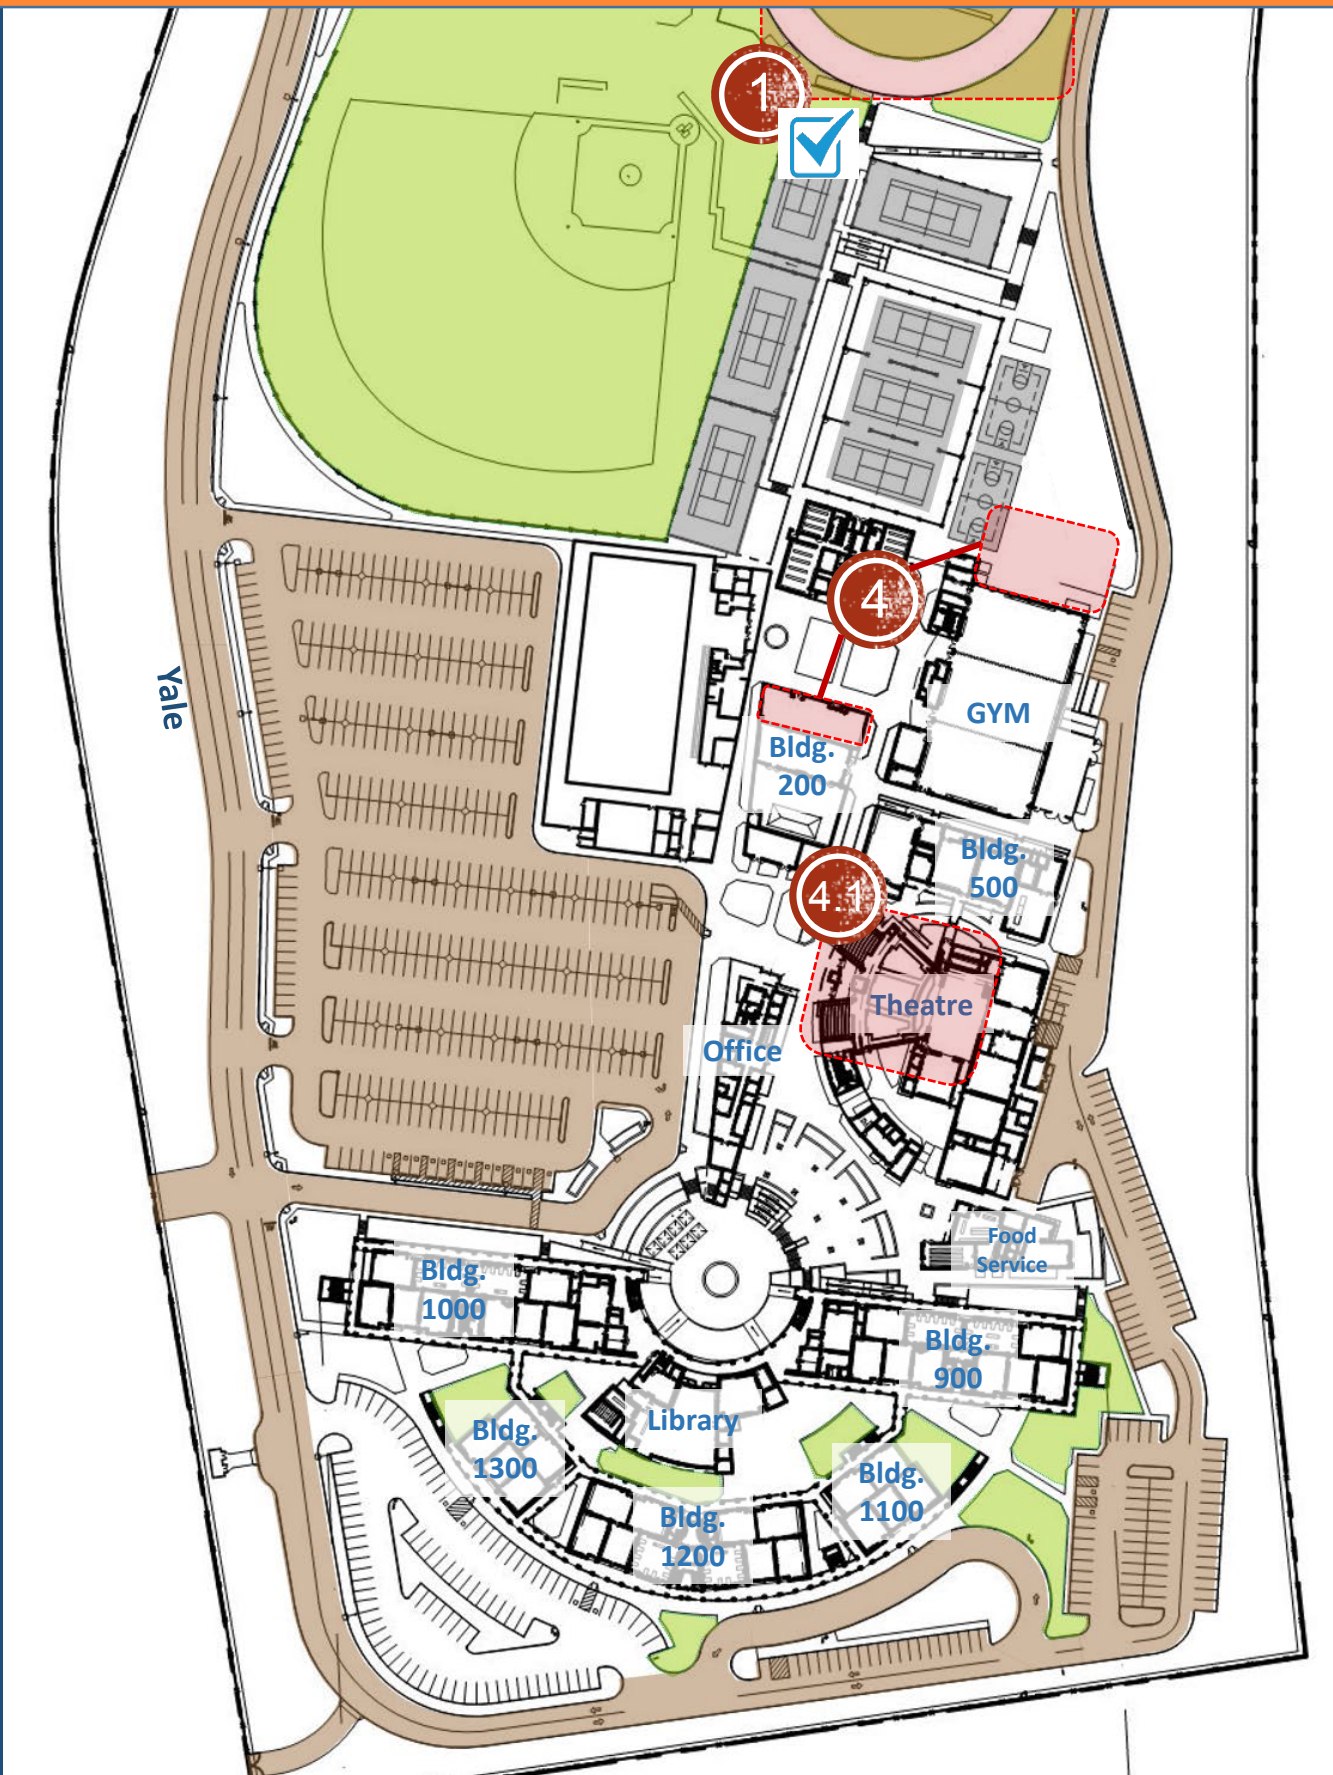 1
4
Yale
GYM
Bldg.
200
Bldg.
500
4.1
Theatre
Office
Food
Service
Bldg.
1000
Bldg.
900
Library
Bldg.
1300
Bldg.
1100
Bldg.
1200